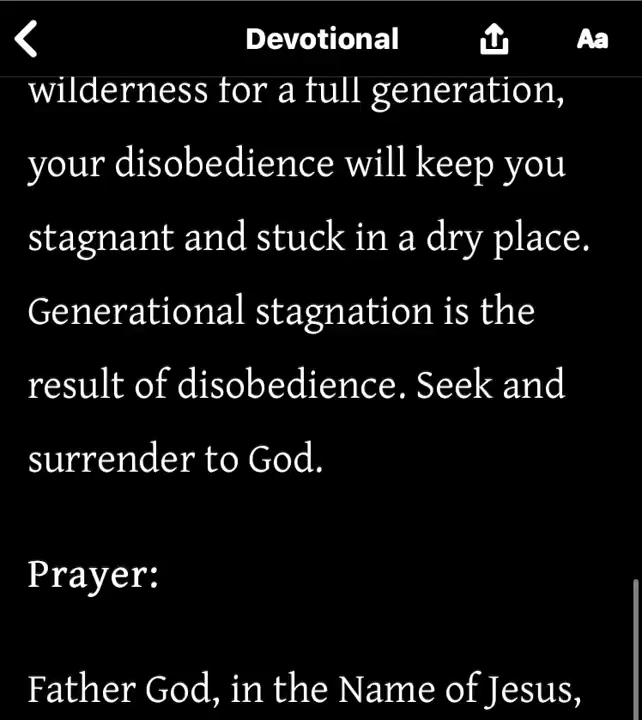 Devotional
Aa
wilderness for a full generation,
your disobedience will keep you
stagnant and stuck in a dry place.
Generational stagnation is the
result of disobedience. Seek and
surrender to God.
Prayer:
Father God, in the Name of Jesus,